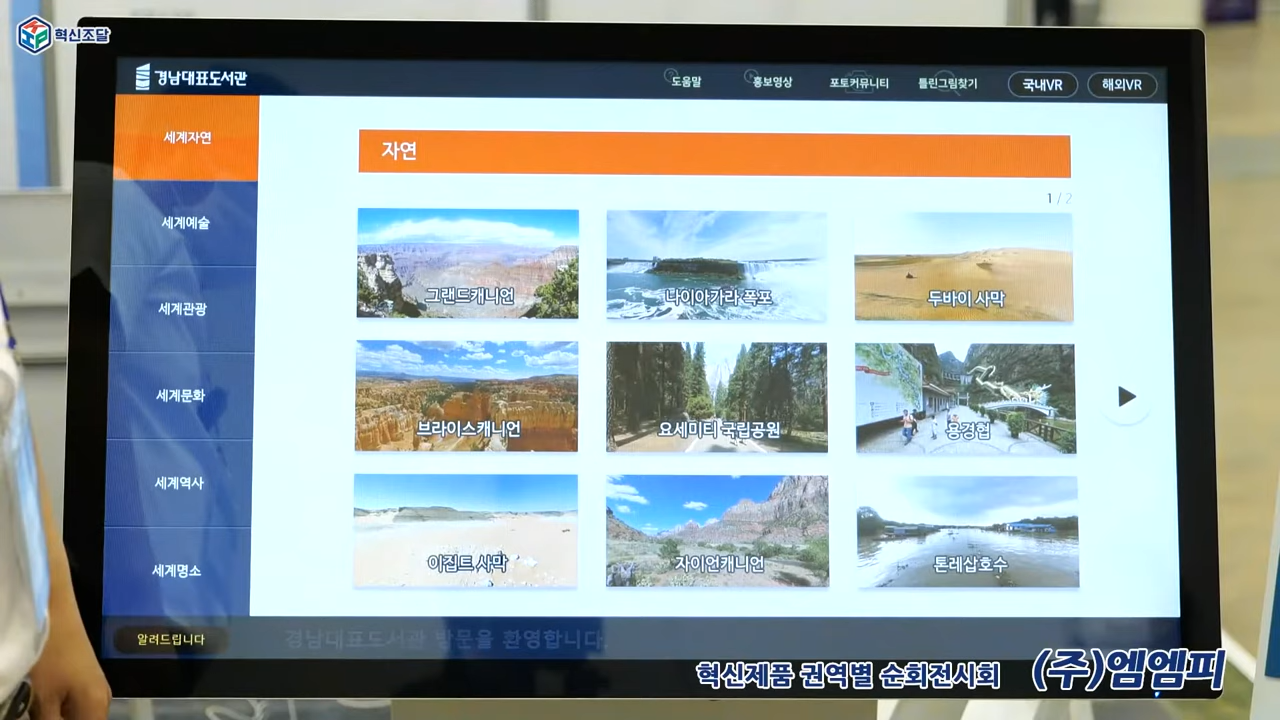 혁신조달
경남대표도서관
도움말
홍보영상
포토커뮤니티
틀린그림찾기
국내VR
해외VR
세계자연
세계예술
세계관광
세계문화
세계역사
세계명소
자연
1 / 2
그랜드캐니언
나이아가라 폭포
두바이 사막
브라이스캐니언
요세미티 국립공원
용경협
이집트 사막
자이언캐니언
톤레삽호수
알려드립니다
경남대표도서관 방문을 환영합니다.
혁신제품 권역별 순회전시회 (주)엠엠피